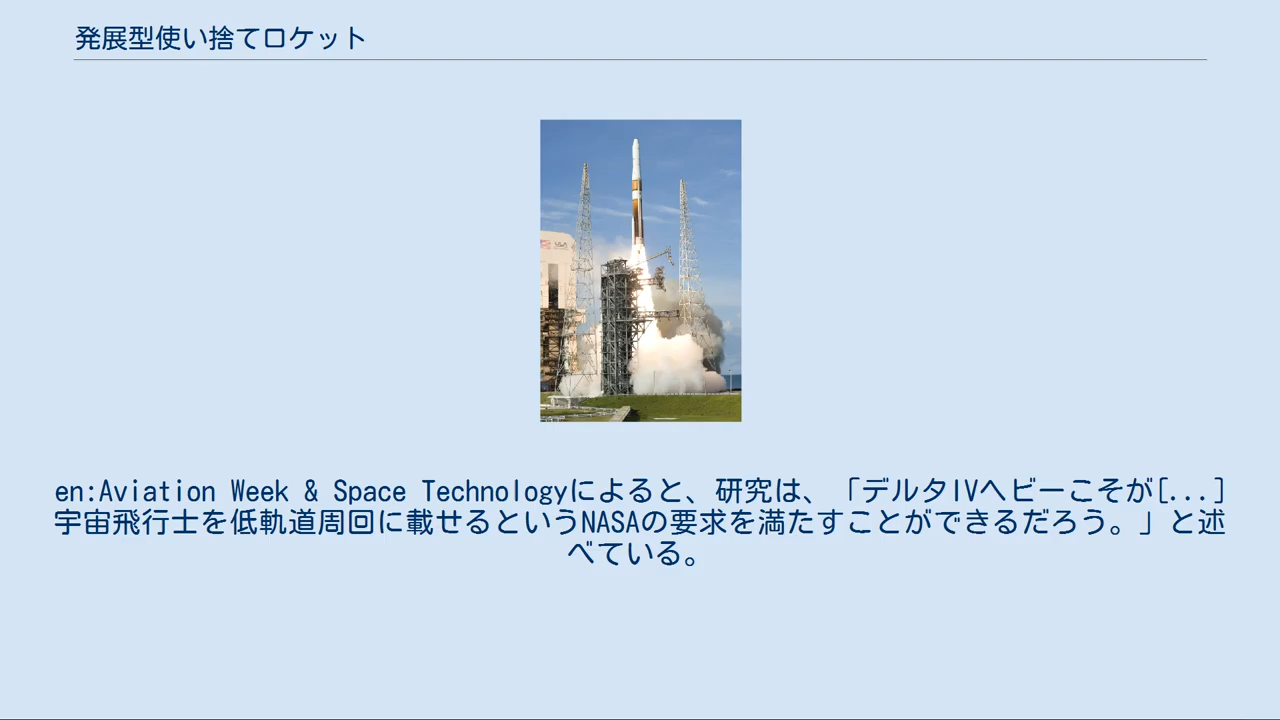 発展型使い捨てロケット
en:Aviation Week & Space Technologyによると、研究は、「デルタIVヘビーこそが[...]
宇宙飛行士を低軌道周回に載せるというNASAの要求を満たすことができるだろう。」と述
べている。